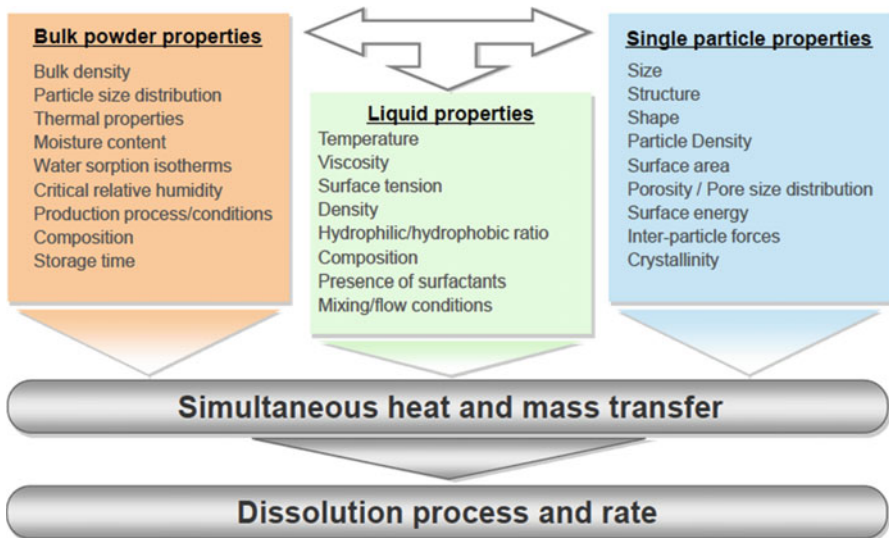 Bulk powder properties
Bulk density
Particle size distribution
Thermal properties
Moisture content
Water sorption isotherms
Critical relative humidity
Production process/conditions
Composition
Storage time
Liquid properties
Temperature
Viscosity
Surface tension
Density
Hydrophilic/hydrophobic ratio
Composition
Presence of surfactants
Mixing/flow conditions
Single particle properties
Size
Structure
Shape
Particle Density
Surface area
Porosity / Pore size distribution
Surface energy
Inter-particle forces
Crystallinity
Simultaneous heat and mass transfer
Dissolution process and rate